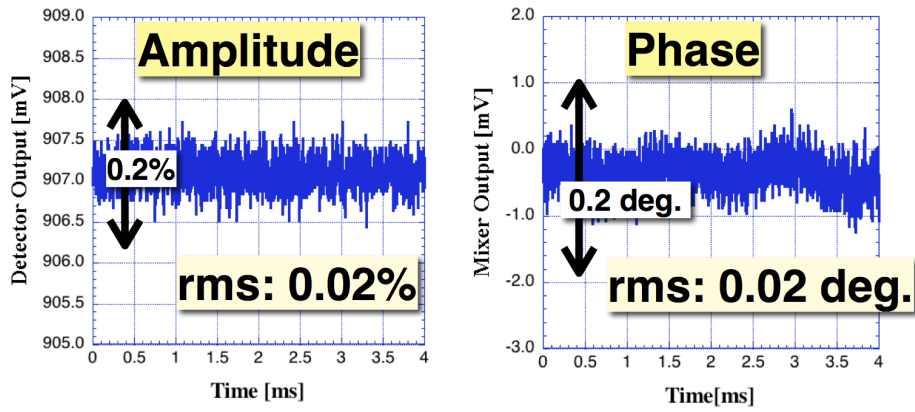 Amplitude
Detector Output [mV]
909.0
908.5
908.0
907.5
907.0
906.5
906.0
905.5
905.0
0.2%
rms: 0.02%
0 0.5 1 1.5 2 2.5 3 3.5 4
Time [ms]
Phase
Mixer Output [mV]
2.0
1.0
0.0
-1.0
-2.0
-3.0
0.2 deg.
rms: 0.02 deg.
0 0.5 1 1.5 2 2.5 3 3.5 4
Time[ms]